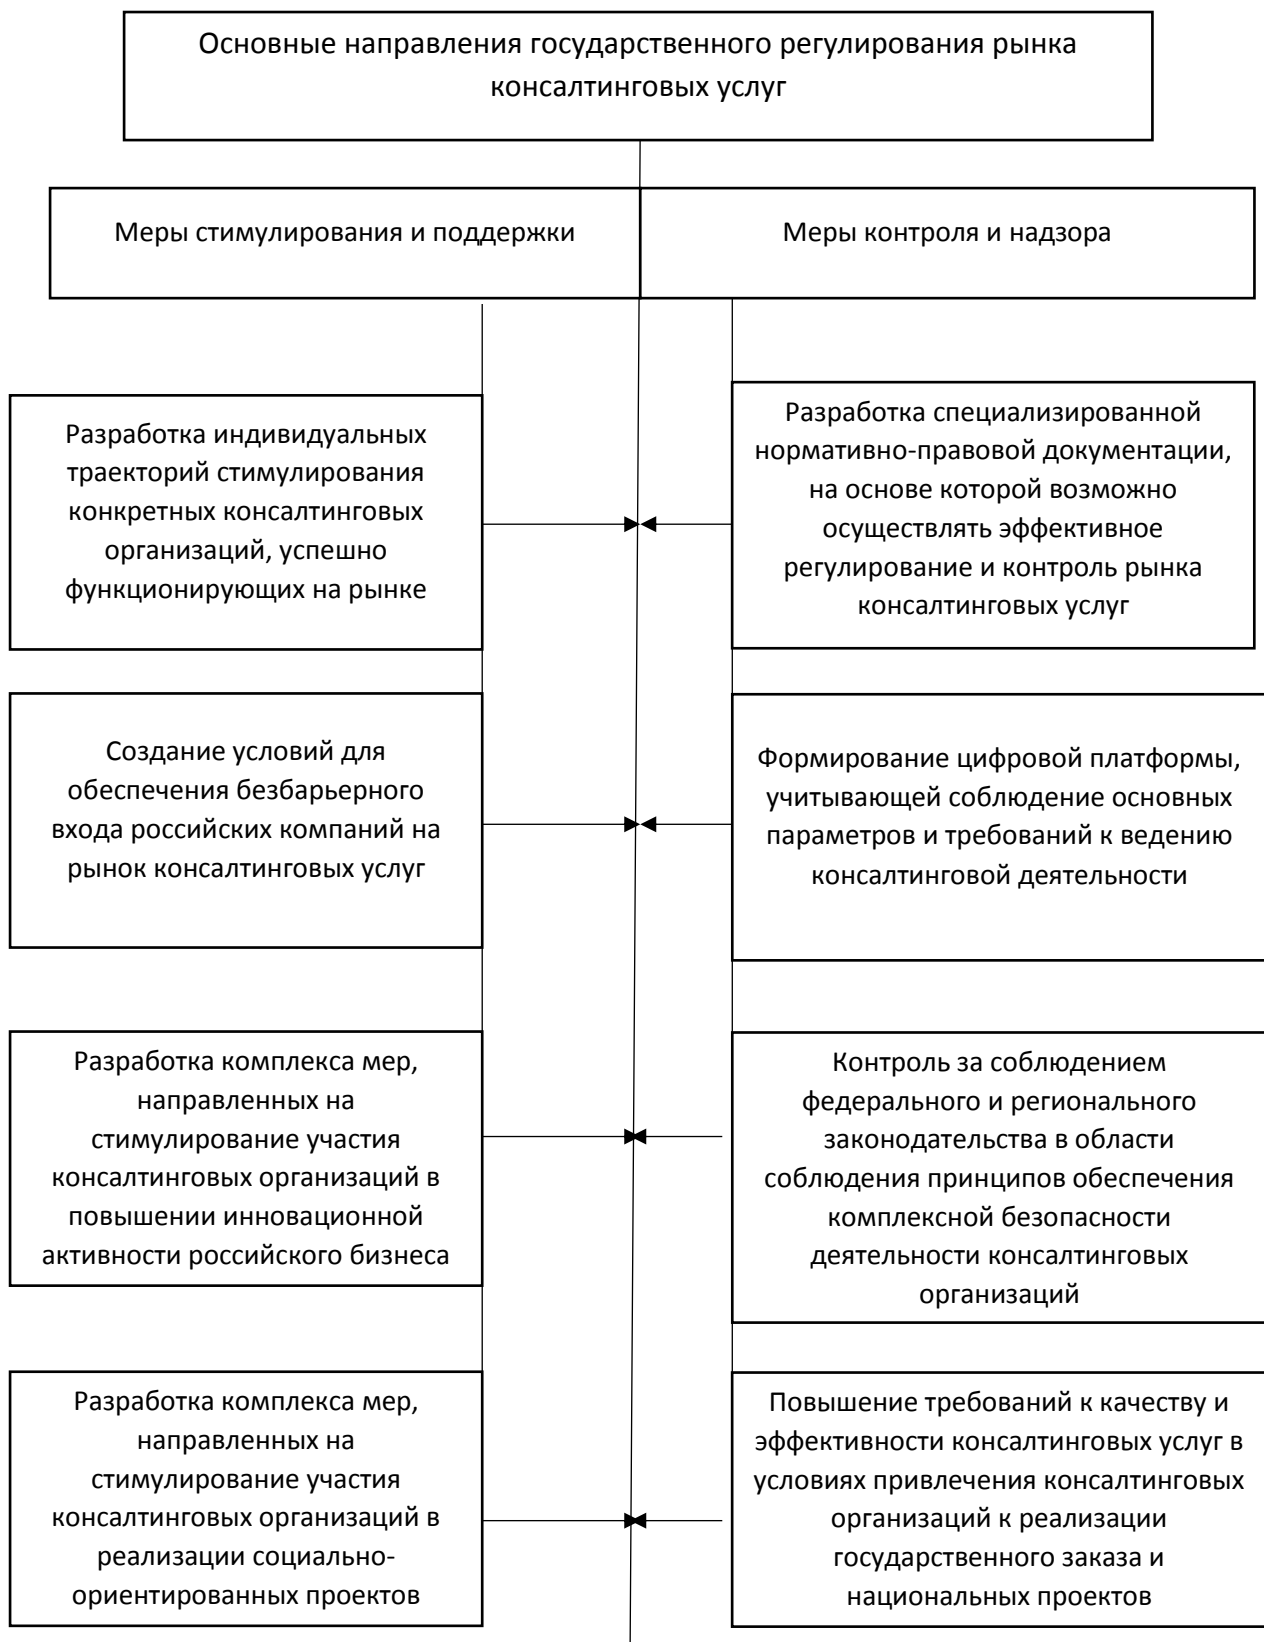 Основные направления государственного регулирования рынка
консалтинговых услуг
Меры стимулирования и поддержки
Меры контроля и надзора
Разработка индивидуальных
траекторий стимулирования
конкретных консалтинговых
организаций, успешно
функционирующих на рынке
Разработка специализированной
нормативно-правовой документации,
на основе которой возможно
осуществлять эффективное
регулирование и контроль рынка
консалтинговых услуг
Создание условий для
обеспечения безбарьерного
входа российских компаний на
рынок консалтинговых услуг
Формирование цифровой платформы,
учитывающей соблюдение основных
параметров и требований к ведению
консалтинговой деятельности
Разработка комплекса мер,
направленных на
стимулирование участия
консалтинговых организаций в
повышении инновационной
активности российского бизнеса
Контроль за соблюдением
федерального и регионального
законодательства в области
соблюдения принципов обеспечения
комплексной безопасности
деятельности консалтинговых
организаций
Разработка комплекса мер,
направленных на
стимулирование участия
консалтинговых организаций в
реализации социально-
ориентированных проектов
Повышение требований к качеству и
эффективности консалтинговых услуг в
условиях привлечения консалтинговых
организаций к реализации
государственного заказа и
национальных проектов